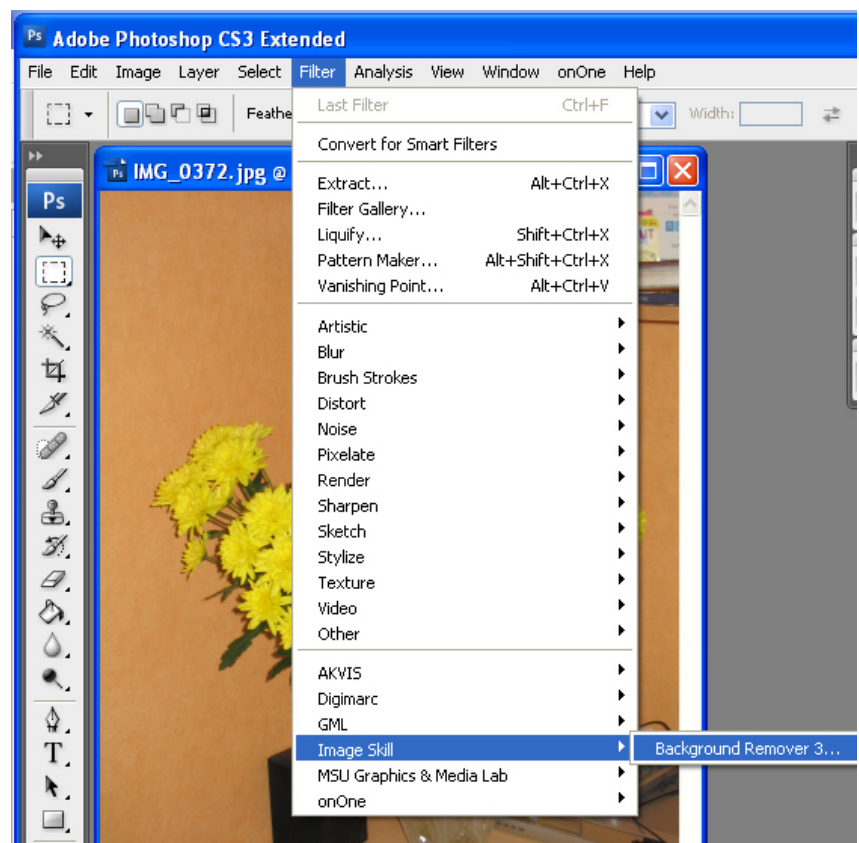 Ps Adobe Photoshop CS3 Extended
File Edit Image Layer Select Filter Analysis View Window onOne Help
Feathe Width:
Last Filter Ctrl+F
Convert for Smart Filters
IMG_0372.jpg @
Ps
Extract... Alt+Ctrl+X
Filter Gallery...
Liquify... Shift+Ctrl+X
Pattern Maker... Alt+Shift+Ctrl+X
Vanishing Point... Alt+Ctrl+V
Artistic
Blur
Brush Strokes
Distort
Noise
Pixelate
Render
Sharpen
Sketch
Stylize
Texture
Video
Other
AKVIS
Digimarc
GML
Image Skill
Background Remover 3...
MSU Graphics & Media Lab
onOne
T